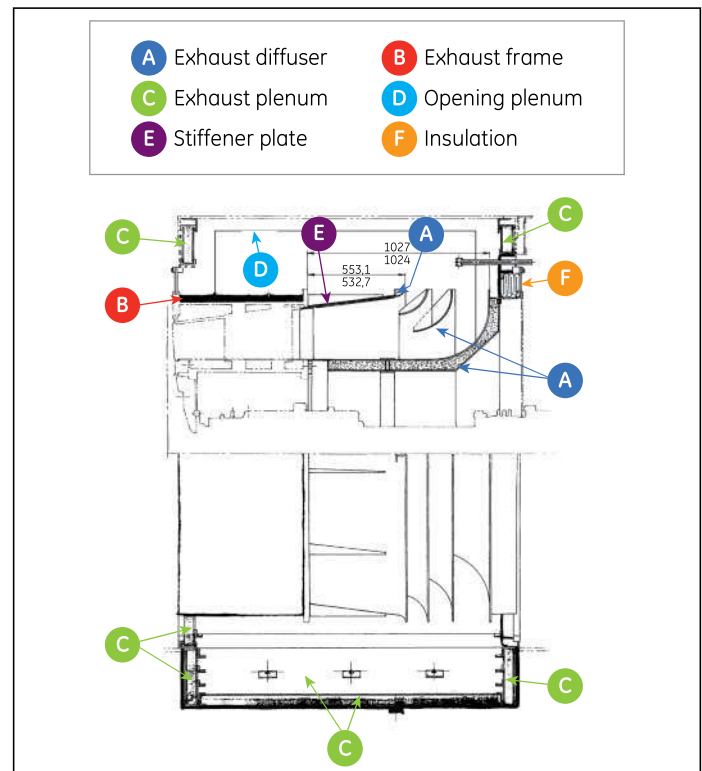 A Exhaust diffuser B Exhaust frame
C Exhaust plenum D Opening plenum
E Stiffener plate F Insulation
C
C
E
A
1027
1024
D
553,1
532,7
F
B
A
C
C
C